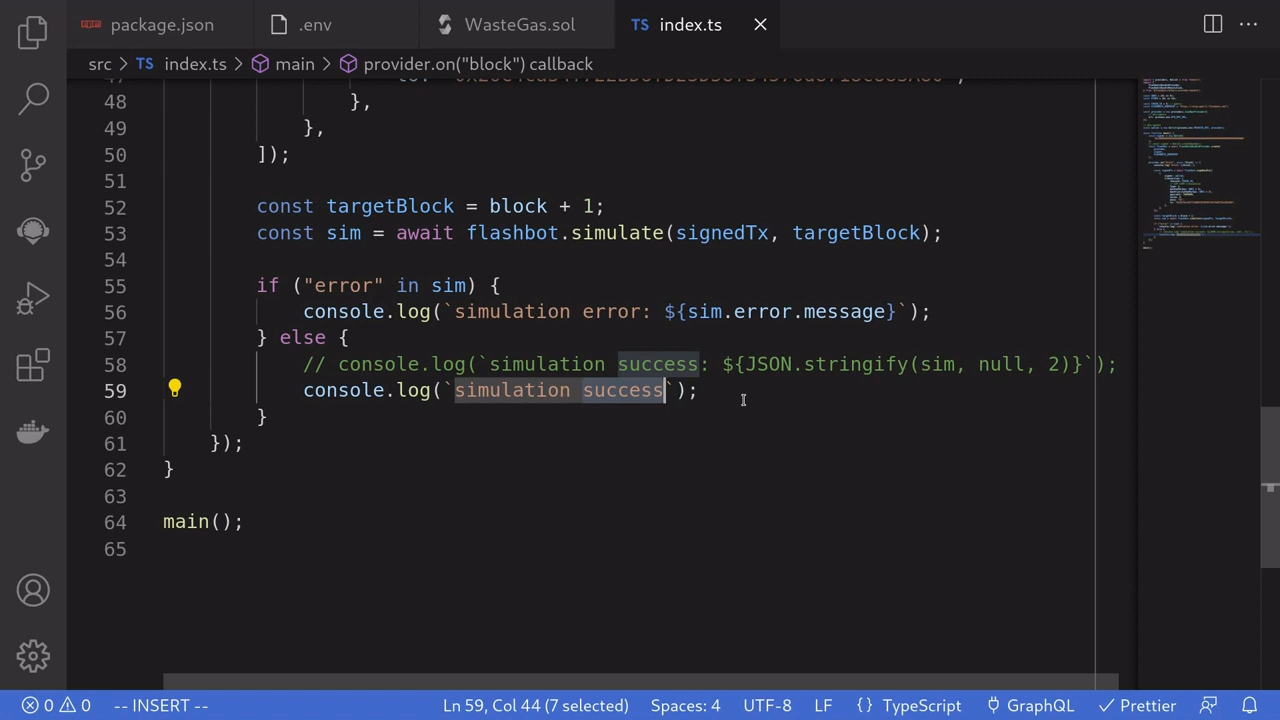 package.json
.env
WasteGas.sol
TS index.ts
src > TS index.ts > main > provider.on("block") callback
48 },
49 },
50 ]);
51
52 const targetBlock = block + 1;
53 const sim = await flashbot.simulate(signedTx, targetBlock);
54
55 if ("error" in sim) {
56 console.log(`simulation error: ${sim.error.message}`);
57 } else {
58 // console.log(`simulation success: ${JSON.stringify(sim, null, 2)}`);
59 console.log(`simulation success`);
60 }
61 });
62 }
63
64 main();
65
0 0 -- INSERT -- Ln 59, Col 44 (7 selected) Spaces: 4 UTF-8 LF {} TypeScript GraphQL Prettier